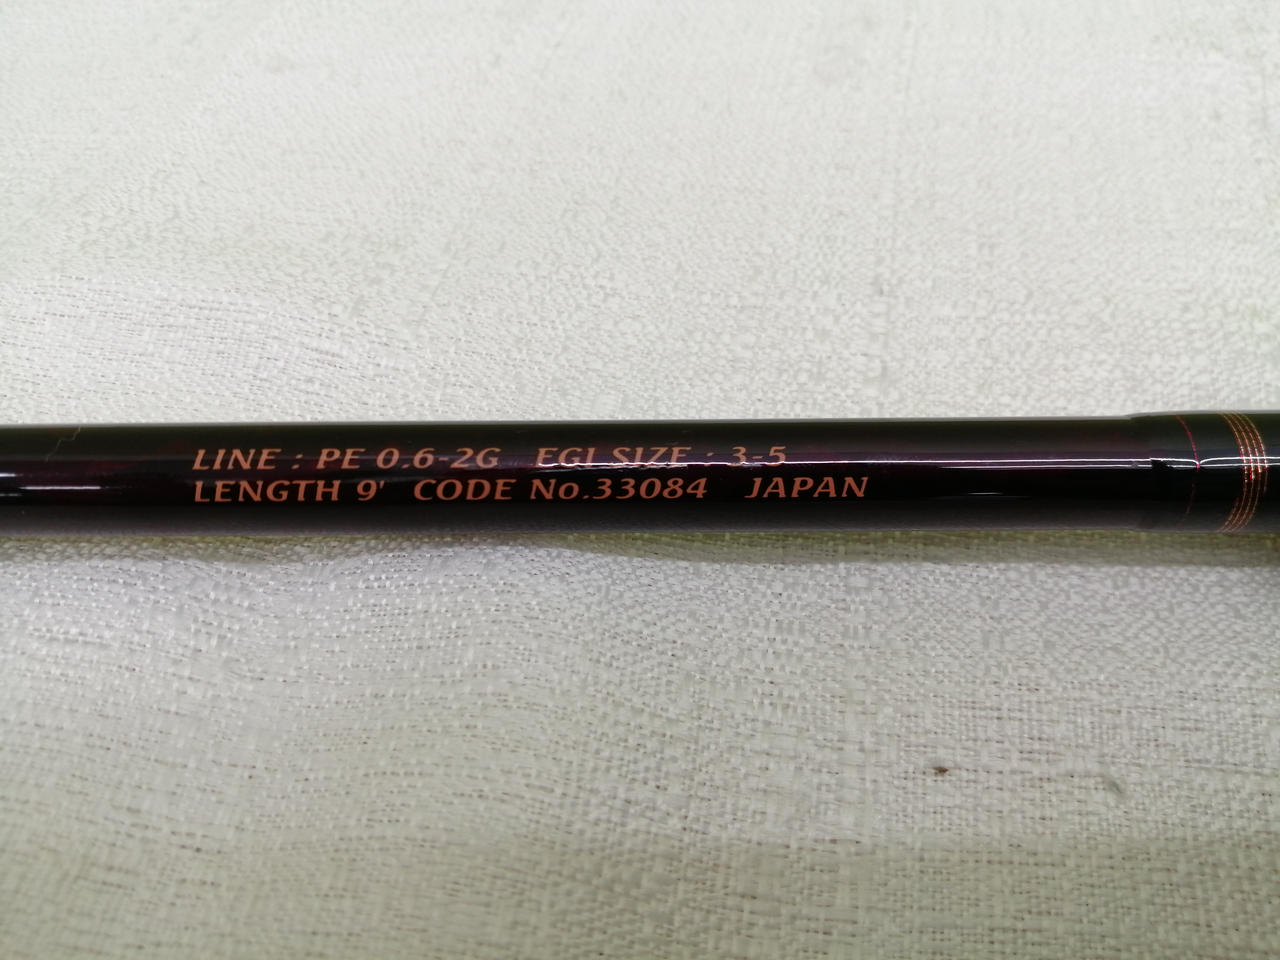 LINE : PE 0.6-2G EGI SIZE : 3-5
LENGTH 9' CODE No.33084 JAPAN